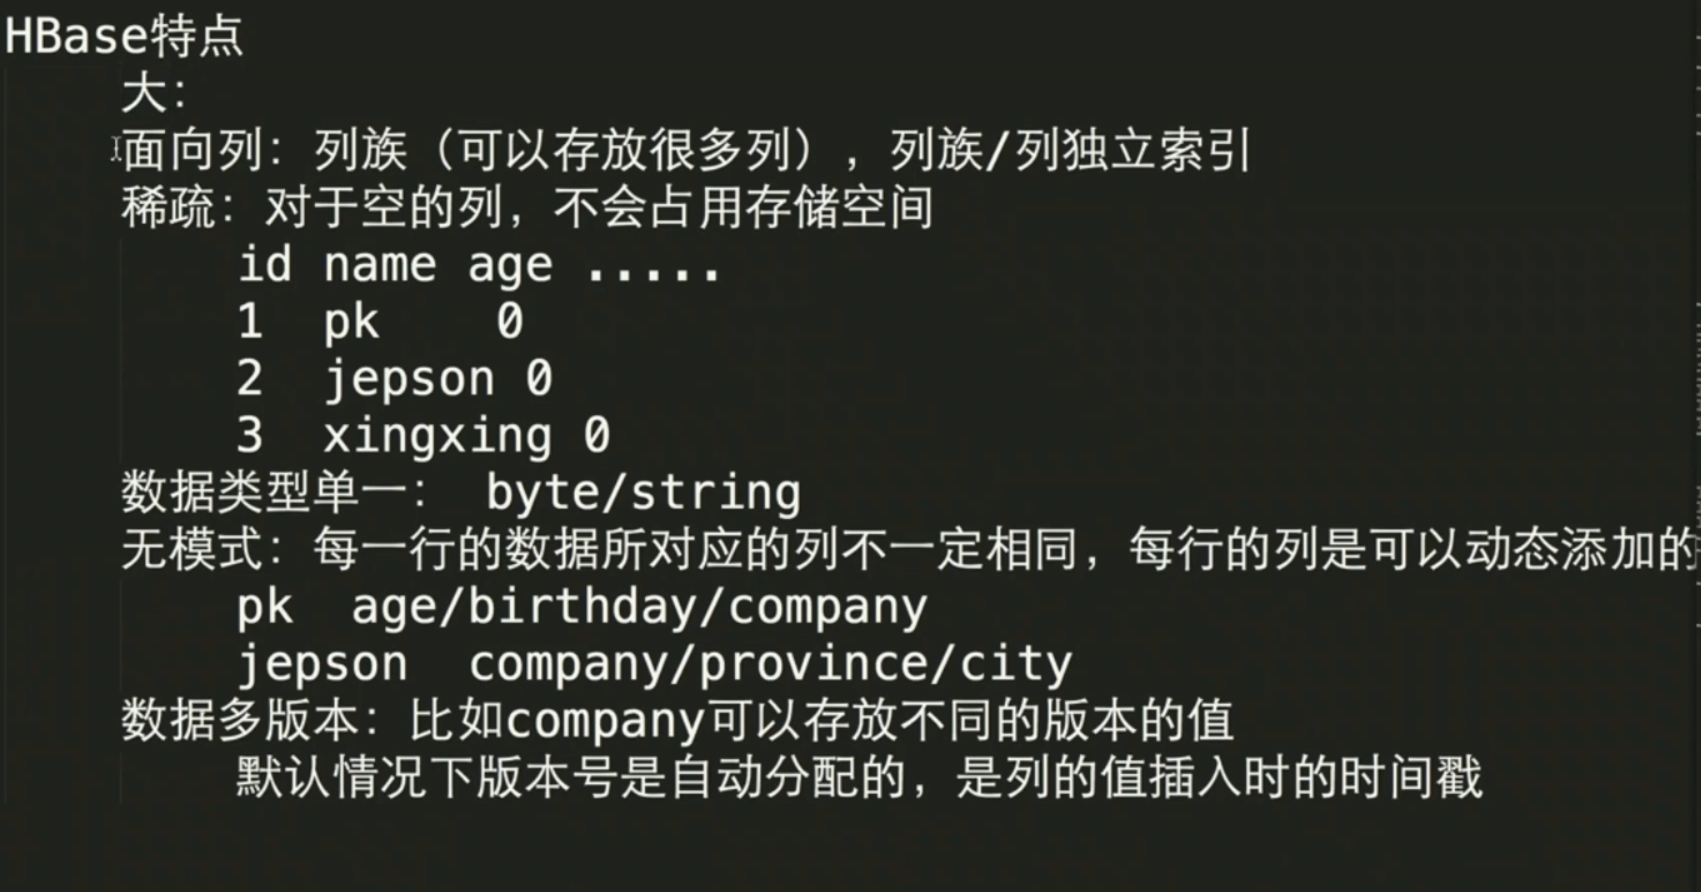 HBase特点
大:
面向列: 列族（可以存放很多列），列族/列独立索引
稀疏: 对于空的列，不会占用存储空间
id name age .....
1 pk 0
2 jepson 0
3 xingxing 0
数据类型单一: byte/string
无模式: 每一行的数据所对应的列不一定相同，每行的列是可以动态添加的
pk age/birthday/company
jepson company/province/city
数据多版本: 比如company可以存放不同的版本的值
默认情况下版本号是自动分配的，是列的值插入时的时间戳